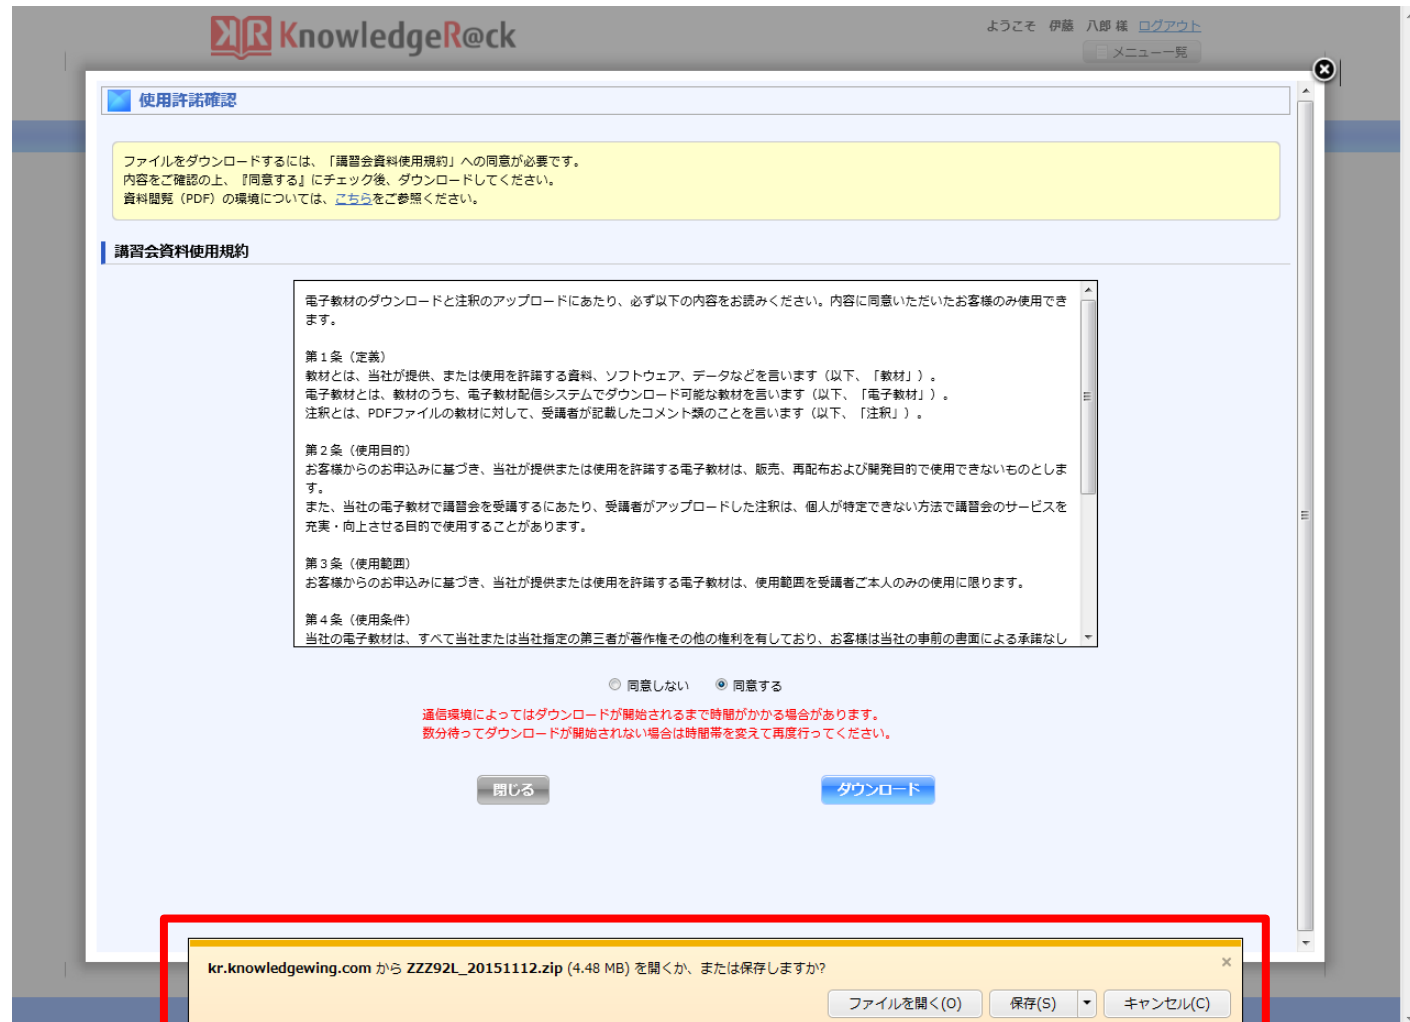 KR KnowledgeR@ck
ようこそ 伊藤 八郎 様 ログアウト
メニュー一覧
使用許諾確認
ファイルをダウンロードするには、「講習会資料使用規約」への同意が必要です。
内容をご確認の上、『同意する』にチェック後、ダウンロードしてください。
資料閲覧（PDF）の環境については、こちらをご参照ください。
講習会資料使用規約
電子教材のダウンロードと注釈のアップロードにあたり、必ず以下の内容をお読みください。内容に同意いただいたお客様のみ使用でき
ます。
第１条（定義）
教材とは、当社が提供、または使用を許諾する資料、ソフトウェア、データなどを言います（以下、「教材」）。
電子教材とは、教材のうち、電子教材配信システムでダウンロード可能な教材を言います（以下、「電子教材」）。
注釈とは、PDFファイルの教材に対して、受講者が記載したコメント類のことを言います（以下、「注釈」）。
第２条（使用目的）
お客様からのお申込みに基づき、当社が提供または使用を許諾する電子教材は、販売、再配布および開発目的で使用できないものとしま
す。
また、当社の電子教材で講習会を受講するにあたり、受講者がアップロードした注釈は、個人が特定できない方法で講習会のサービスを
充実・向上させる目的で使用することがあります。
第３条（使用範囲）
お客様からのお申込みに基づき、当社が提供または使用を許諾する電子教材は、使用範囲を受講者ご本人のみの使用に限ります。
第４条（使用条件）
当社の電子教材は、すべて当社または当社指定の第三者が著作権その他の権利を有しており、お客様は当社の事前の書面による承諾なし
同意しない 同意する
通信環境によってはダウンロードが開始されるまで時間がかかる場合があります。
数分待ってダウンロードが開始されない場合は時間帯を変えて再度行ってください。
閉じる ダウンロード
kr.knowledgewing.com から ZZZ92L_20151112.zip (4.48 MB) を開くか、または保存しますか?
ファイルを開く(O) 保存(S) キャンセル(C)